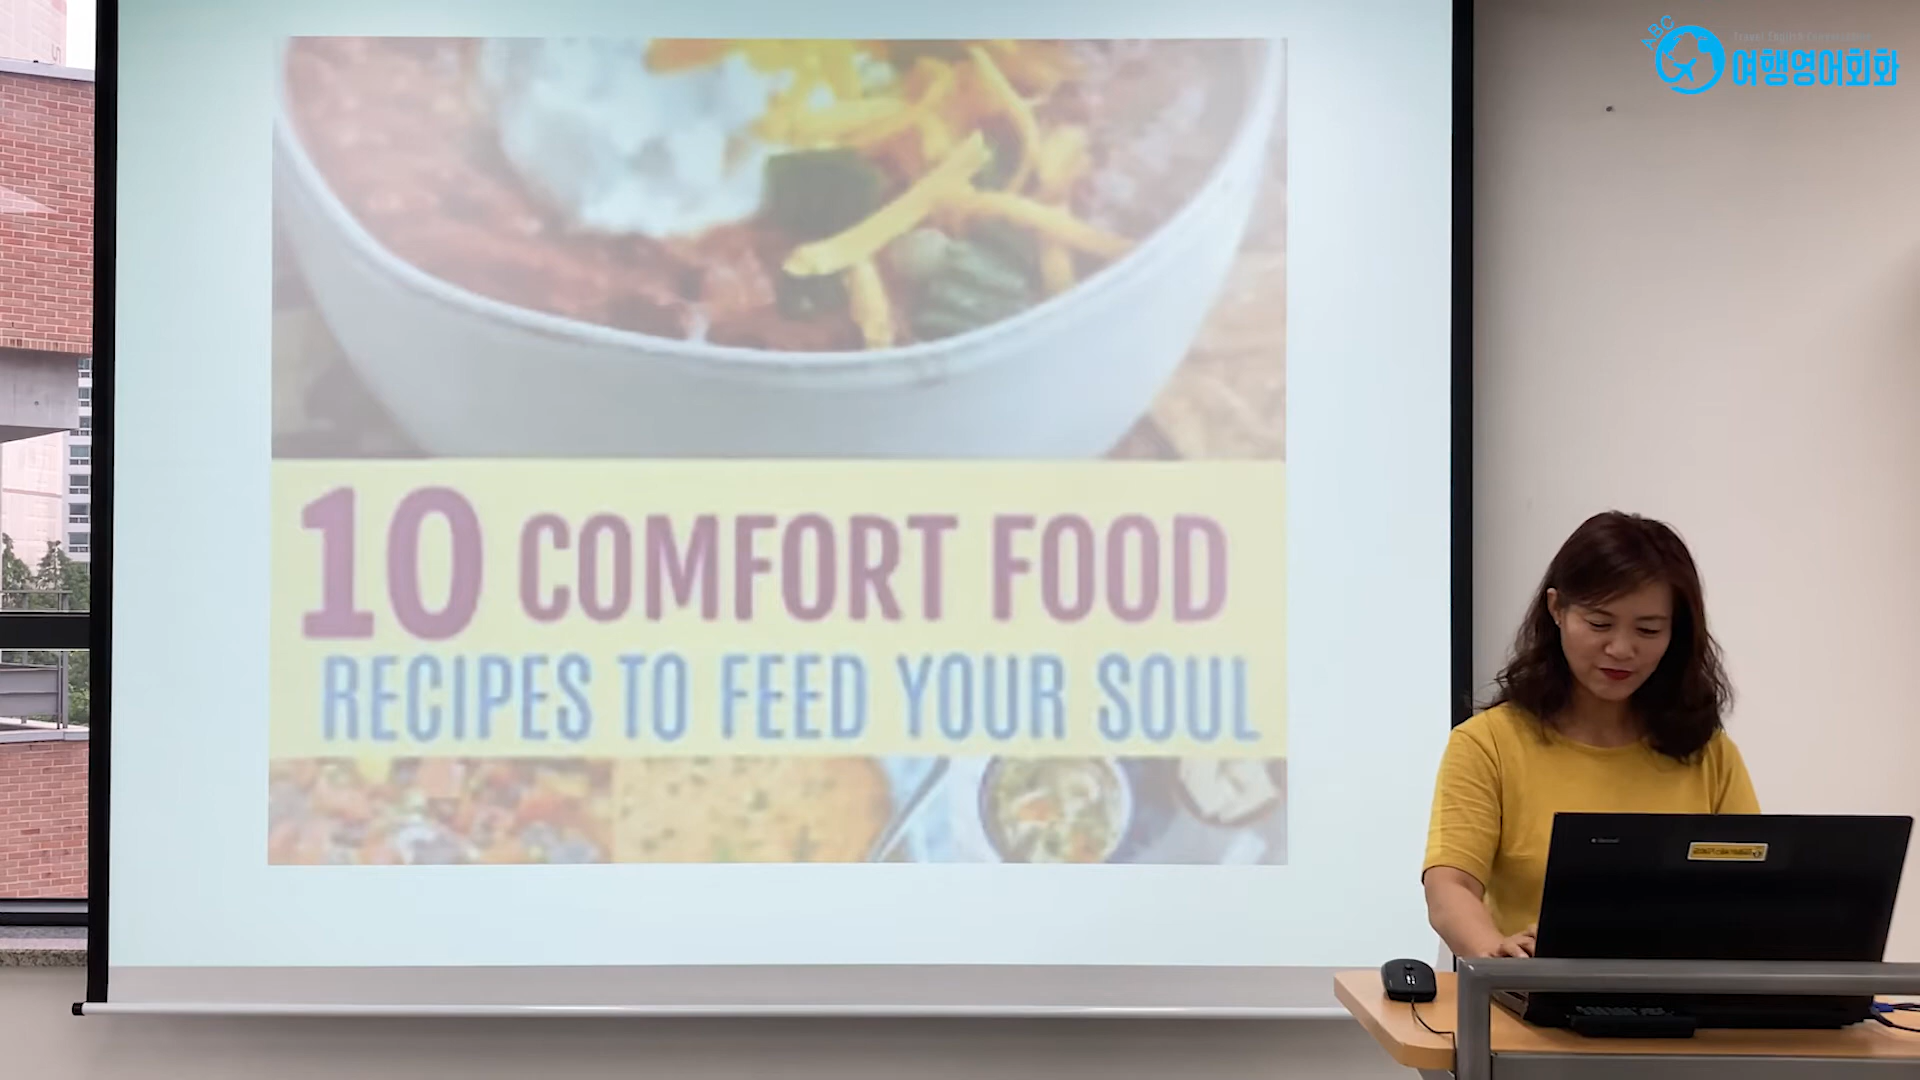 ABC
여행영어회화
10 COMFORT FOOD
RECIPES TO FEED YOUR SOUL